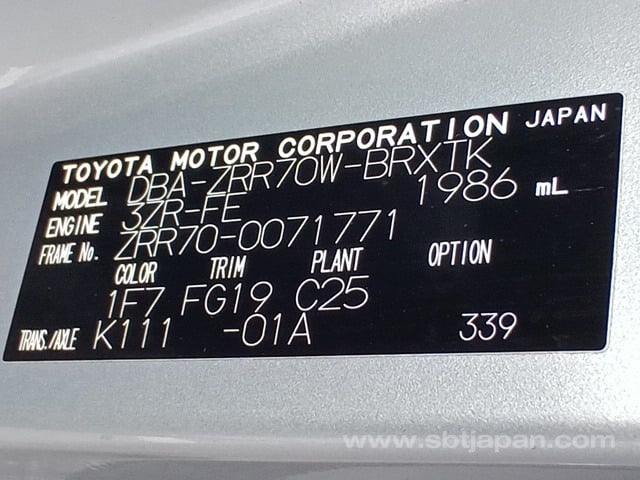 TOYOTA MOTOR CORPORATION JAPAN
MODEL DBA-ZRR70W-BRXTK
ENGINE 3ZR-FE 1986 mL
FRAME No. ZRR70-0071771
COLOR TRIM PLANT OPTION
1F7 FG19 C25
TRANS./AXLE K111 -01A 339
www.sbtjapan.com